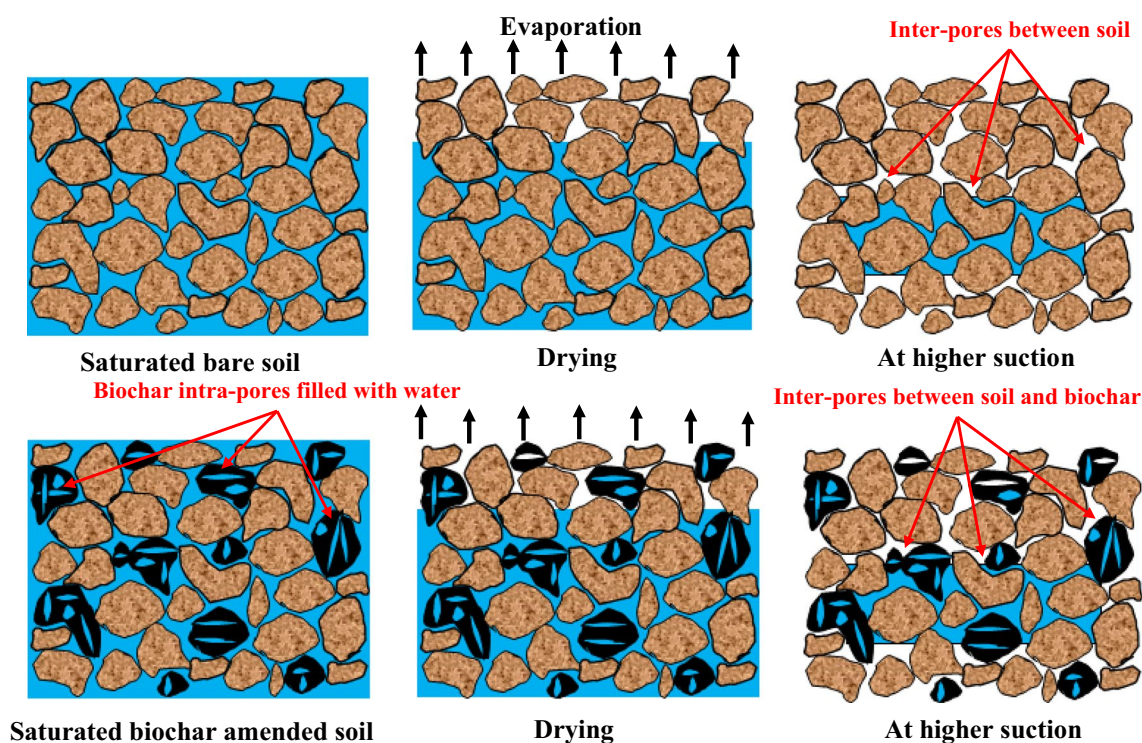 Evaporation
Inter-pores between soil
Saturated bare soil
Drying
At higher suction
Biochar intra-pores filled with water
Inter-pores between soil and biochar
Saturated biochar amended soil
Drying
At higher suction